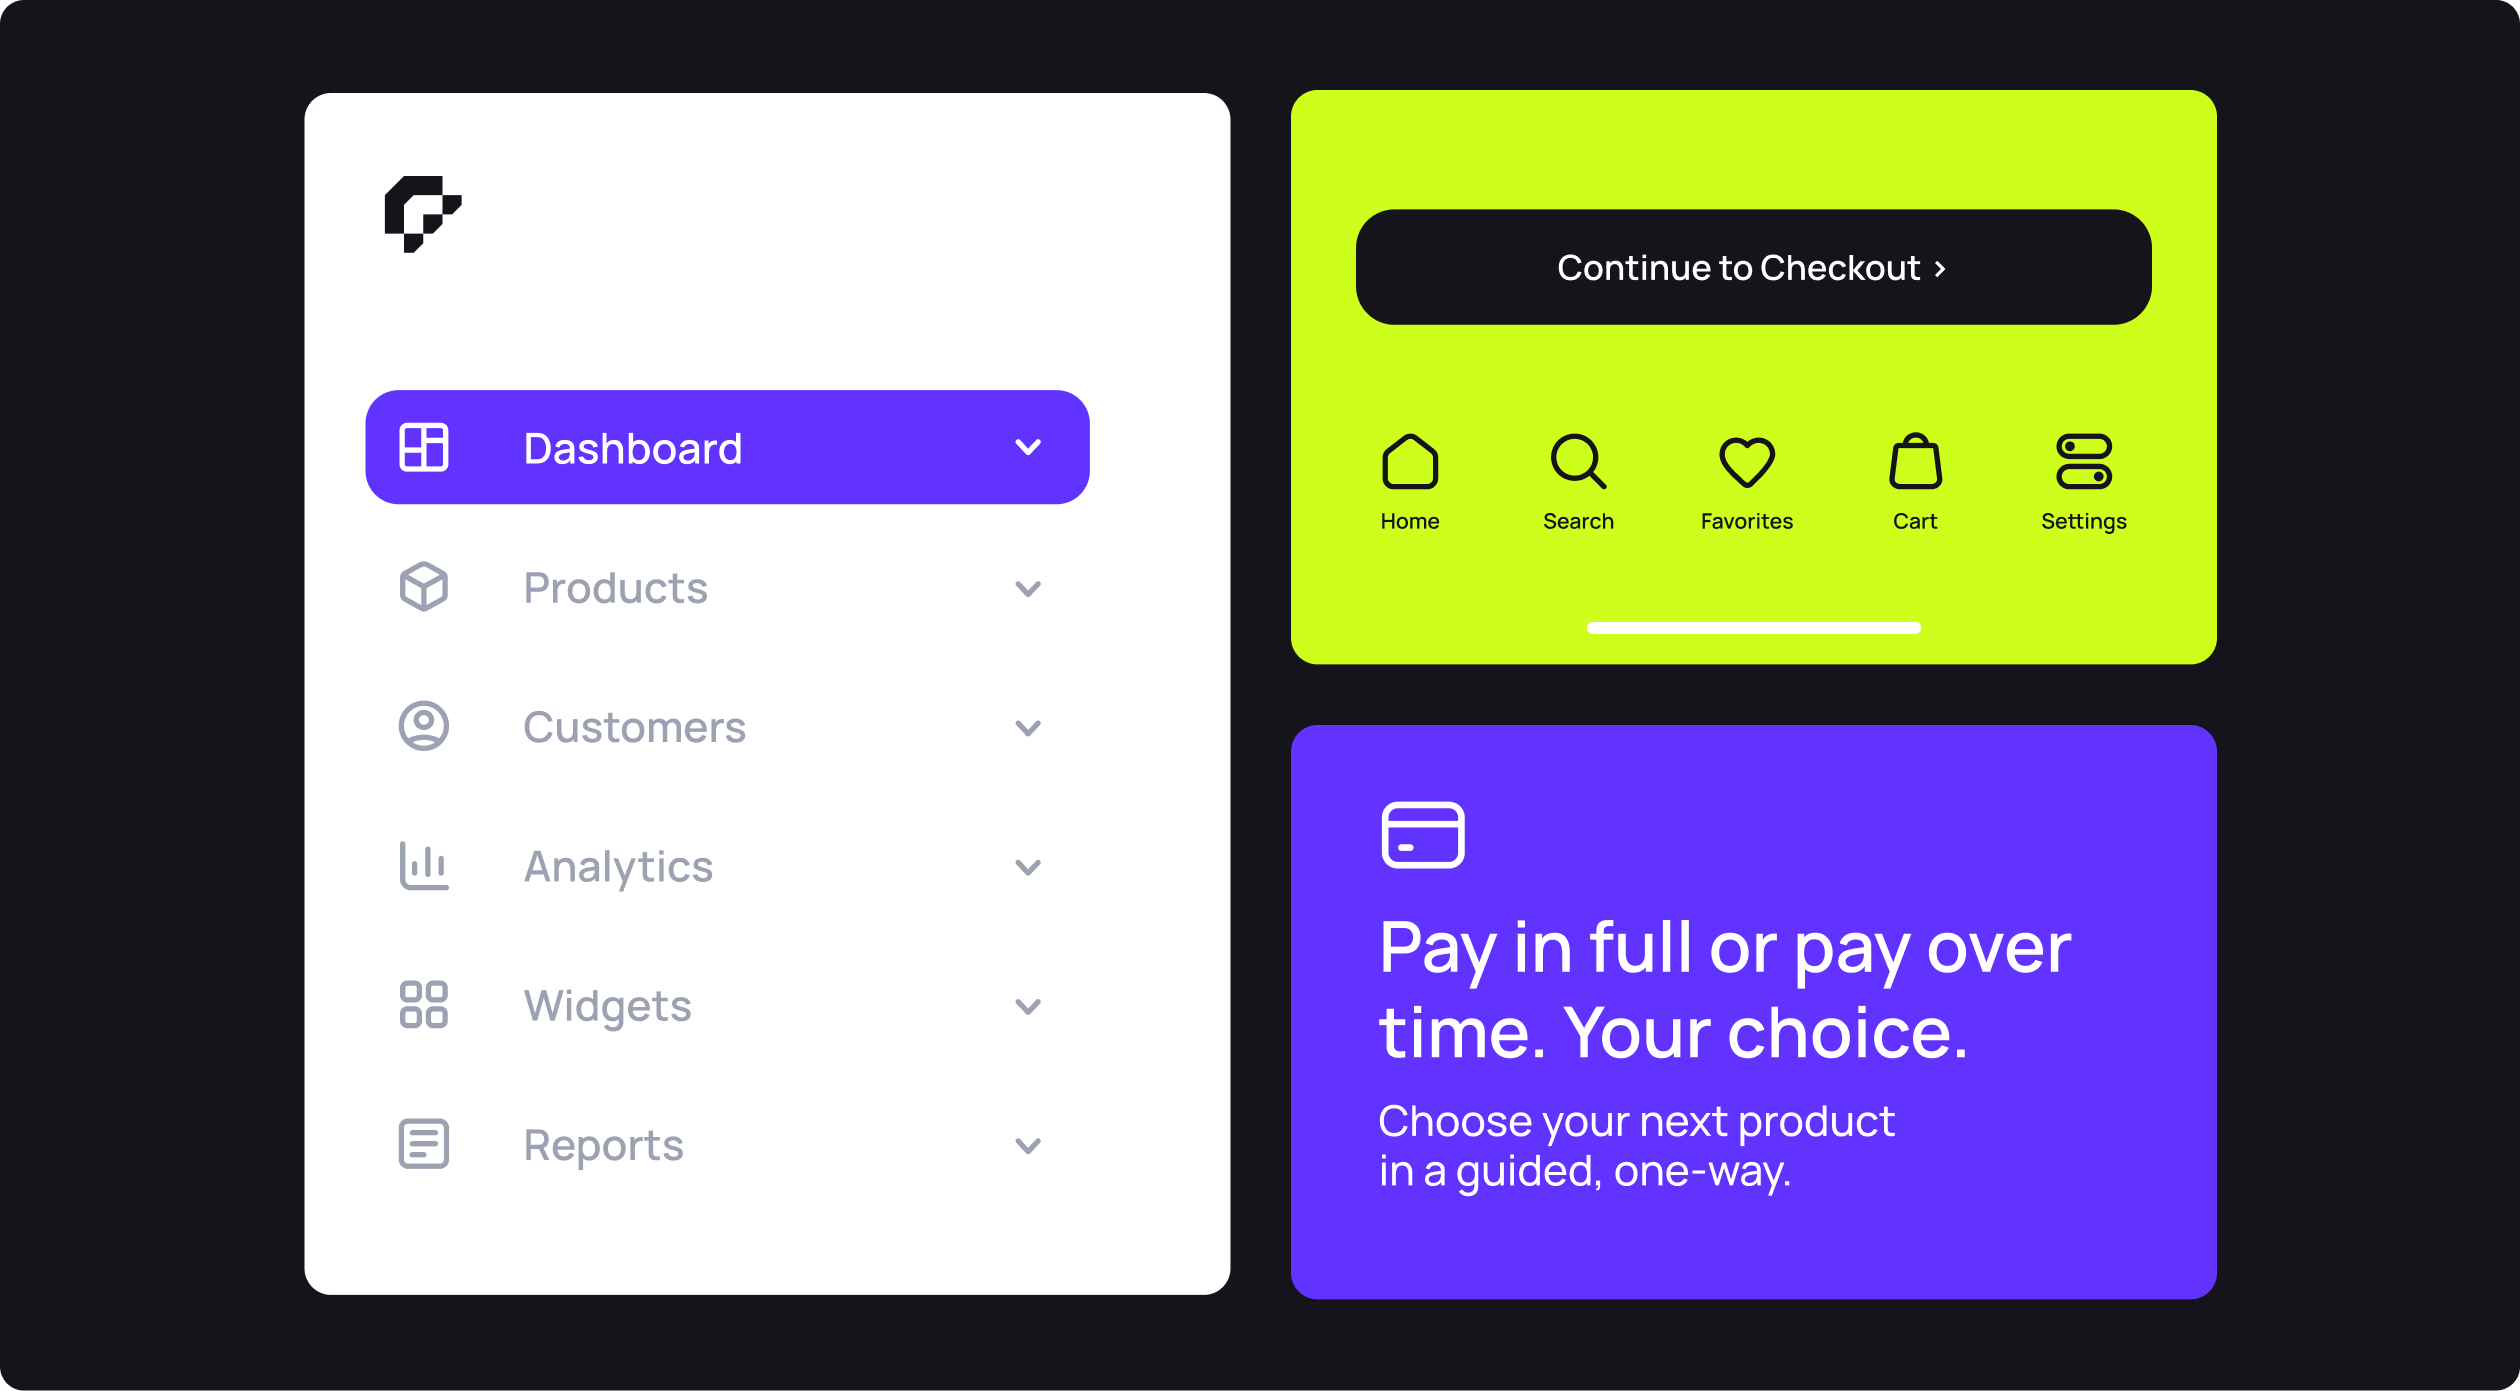 Dashboard
Products
Customers
Analytics
Widgets
Reports
Continue to Checkout
Home
Search
Favorites
Cart
Settings
Pay in full or pay over
time. Your choice.
Choose your next product
in a guided, one-way.